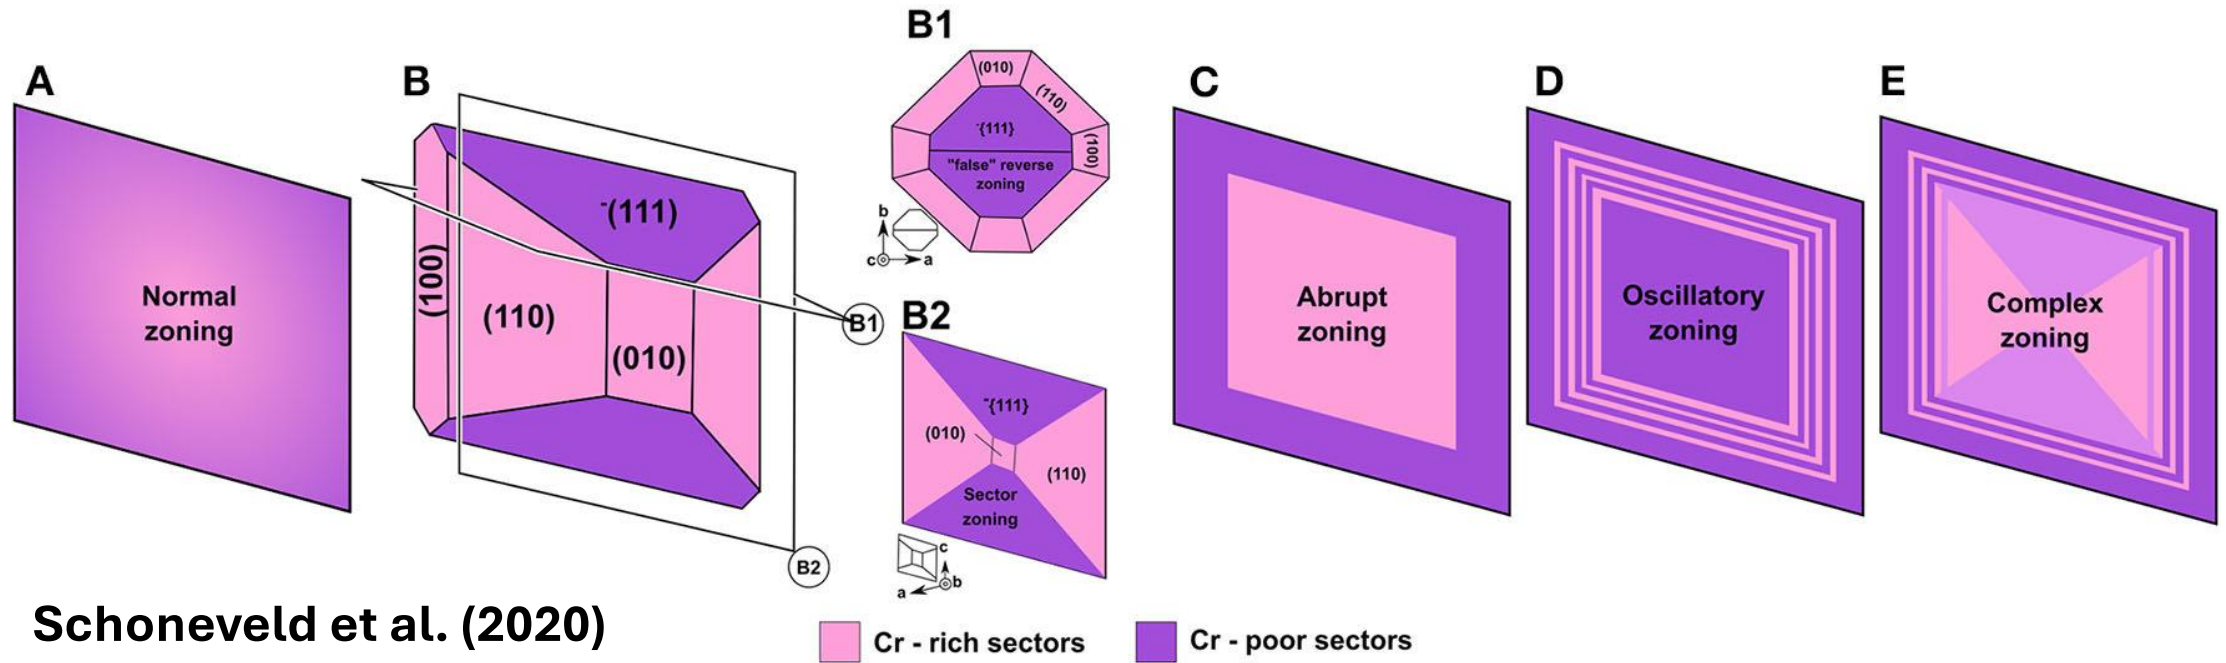 A
Normal
zoning
B
(100)
(110)
(010)
-(111)
B1
B2
B1
(010)
(110)
(100)
-{111}
"false" reverse
zoning
b
c
a
B2
-{111}
(010)
(110)
Sector
zoning
c
b
a
C
Abrupt
zoning
D
Oscillatory
zoning
E
Complex
zoning
Schoneveld et al. (2020)
Cr - rich sectors
Cr - poor sectors